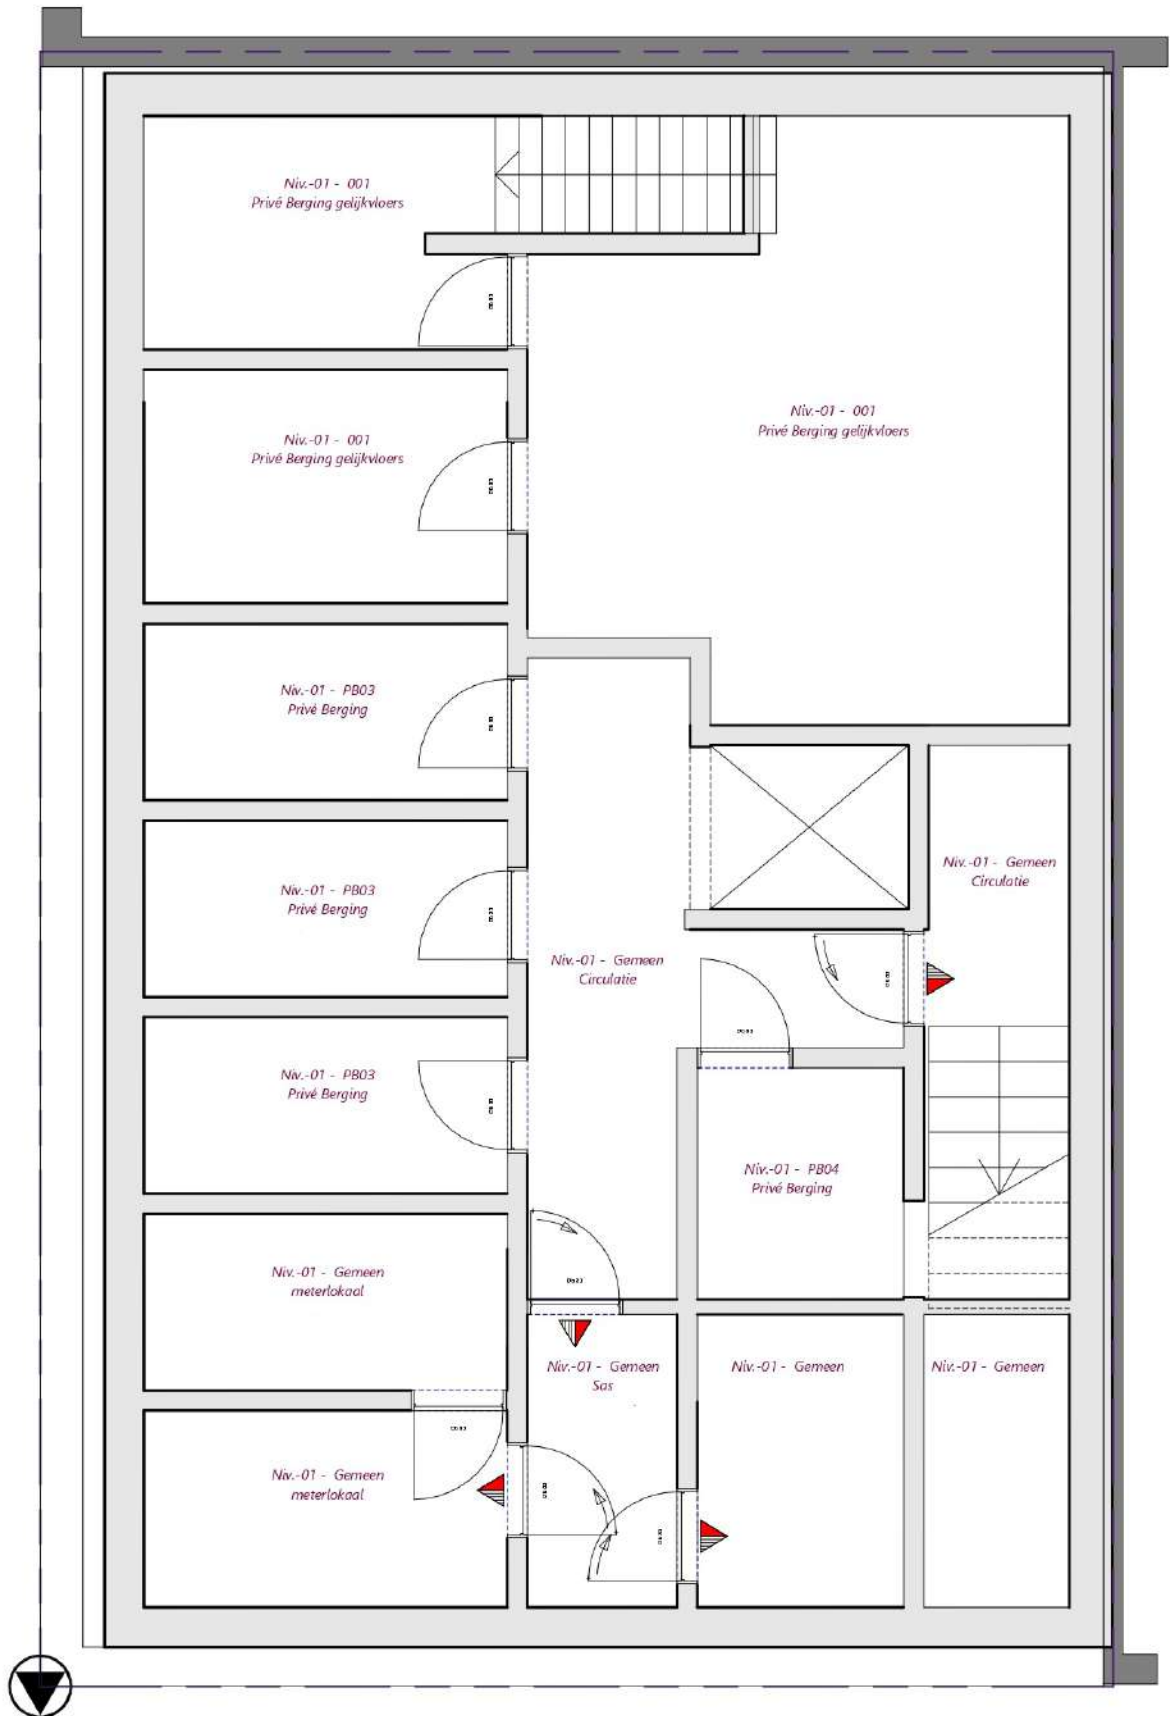 Niv.-01 - 001
Privé Berging gelijkvloers
Niv.-01 - 001
Privé Berging gelijkvloers
Niv.-01 - 001
Privé Berging gelijkvloers
Niv.-01 - PB03
Privé Berging
Niv.-01 - Gemeen
Circulatie
Niv.-01 - PB03
Privé Berging
Niv.-01 - Gemeen
Circulatie
Niv.-01 - PB03
Privé Berging
Niv.-01 - PB04
Privé Berging
Niv.-01 - Gemeen
meterlokaal
Niv.-01 - Gemeen
Sas
Niv.-01 - Gemeen
Niv.-01 - Gemeen
Niv.-01 - Gemeen
meterlokaal